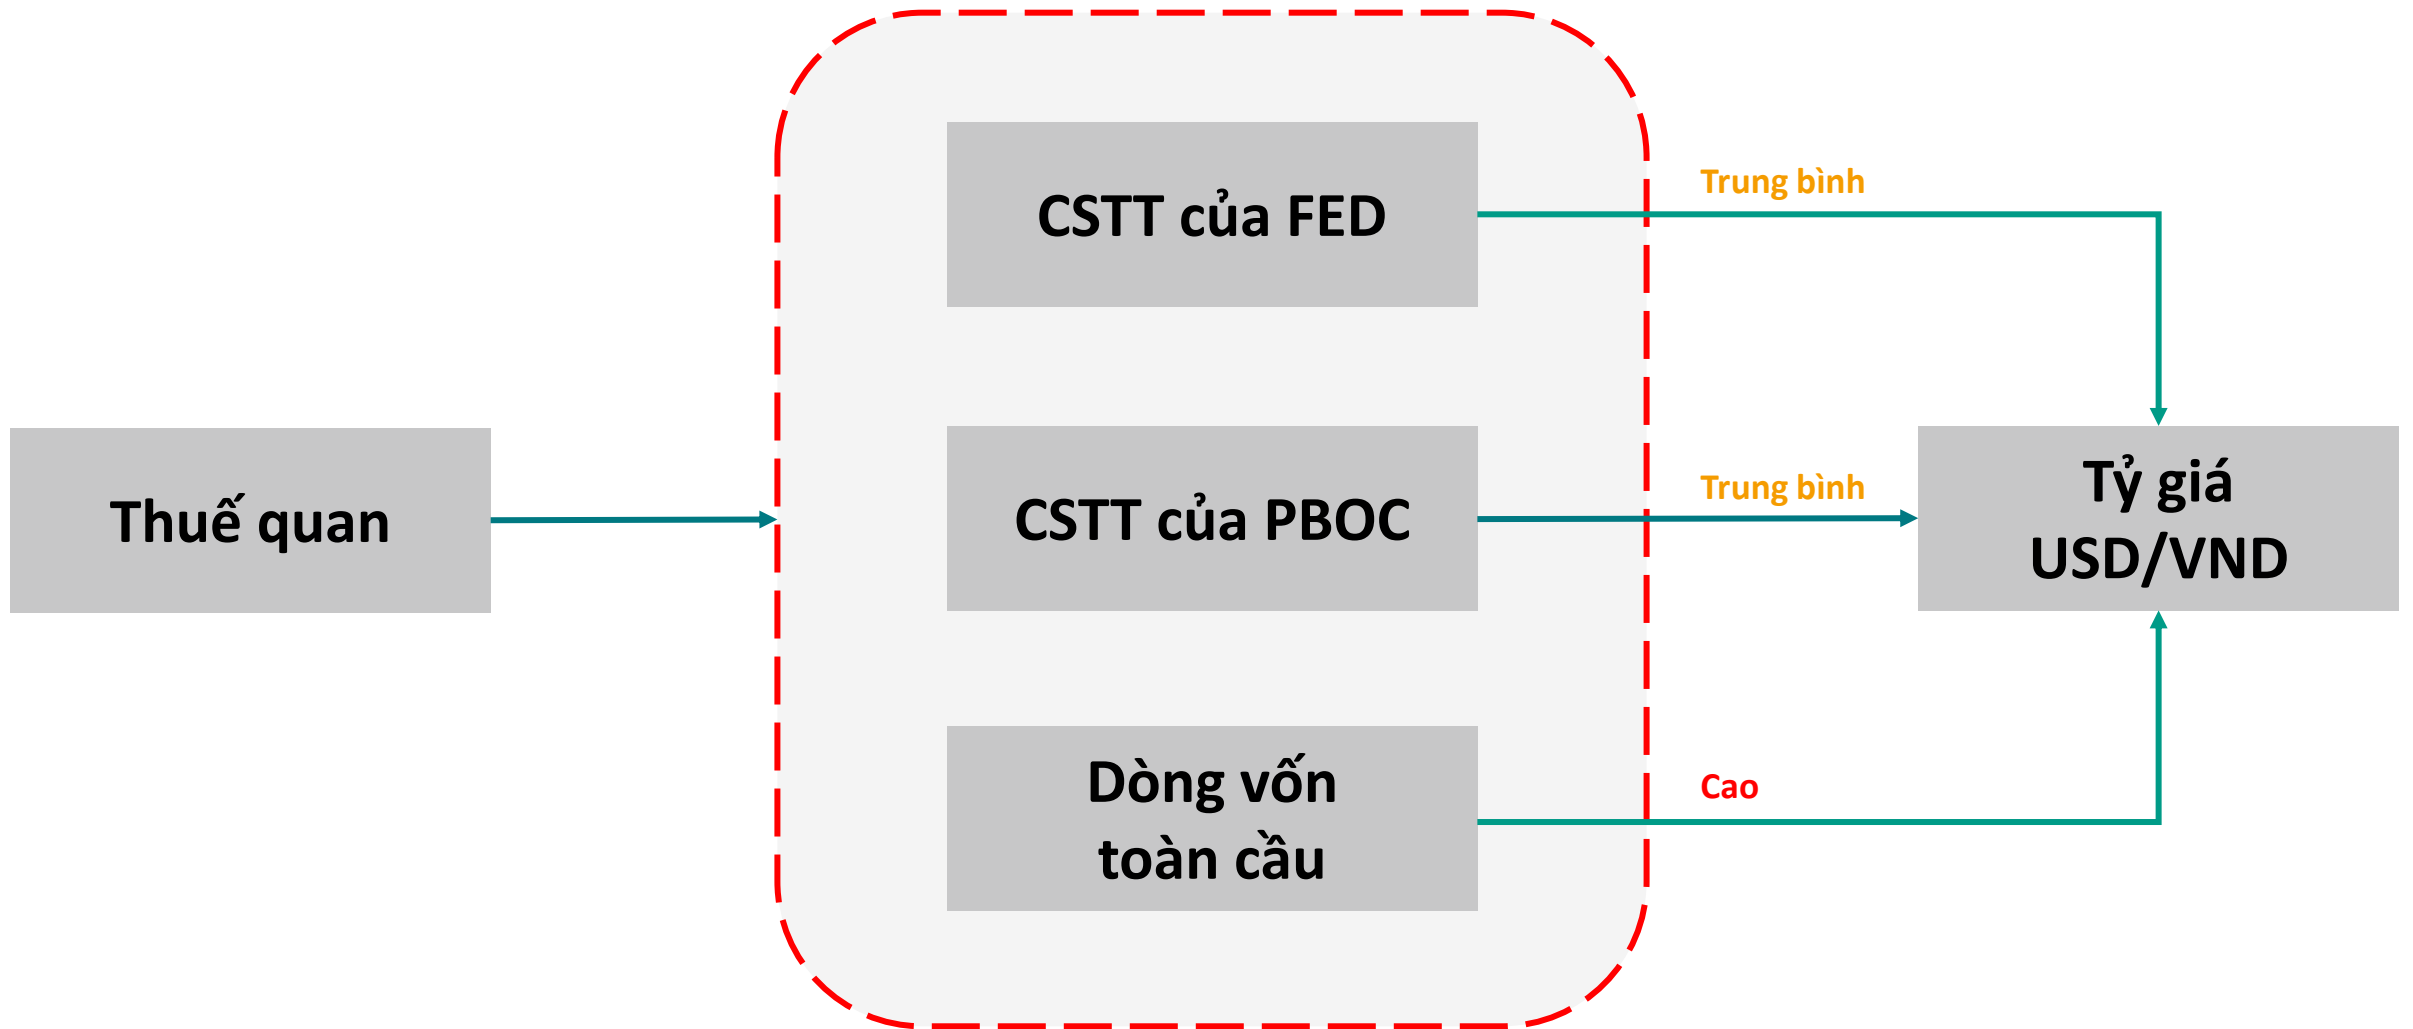 CSTT của FED
Trung bình
Thuế quan
CSTT của PBOC
Trung bình
Tỷ giá
USD/VND
Dòng vốn
toàn cầu
Cao